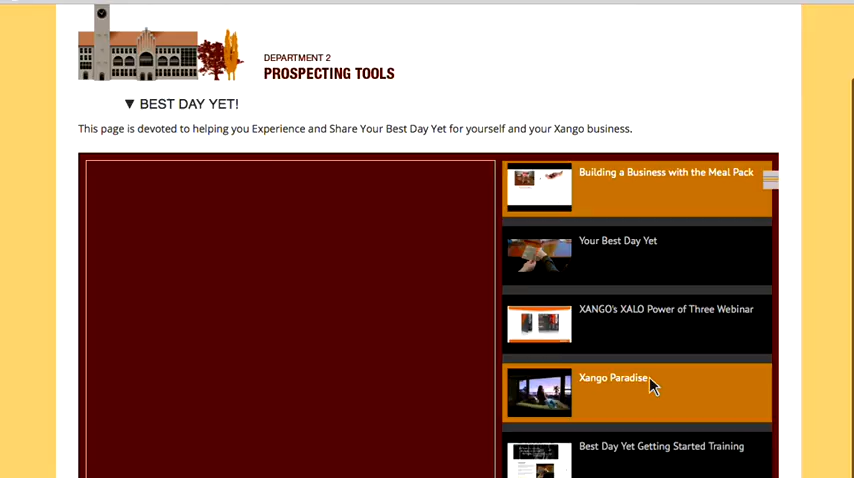 DEPARTMENT 2
PROSPECTING TOOLS
▼ BEST DAY YET!
This page is devoted to helping you Experience and Share Your Best Day Yet for yourself and your Xango business.
Building a Business with the Meal Pack
Your Best Day Yet
XANGO's XALO Power of Three Webinar
Xango Paradise
Best Day Yet Getting Started Training